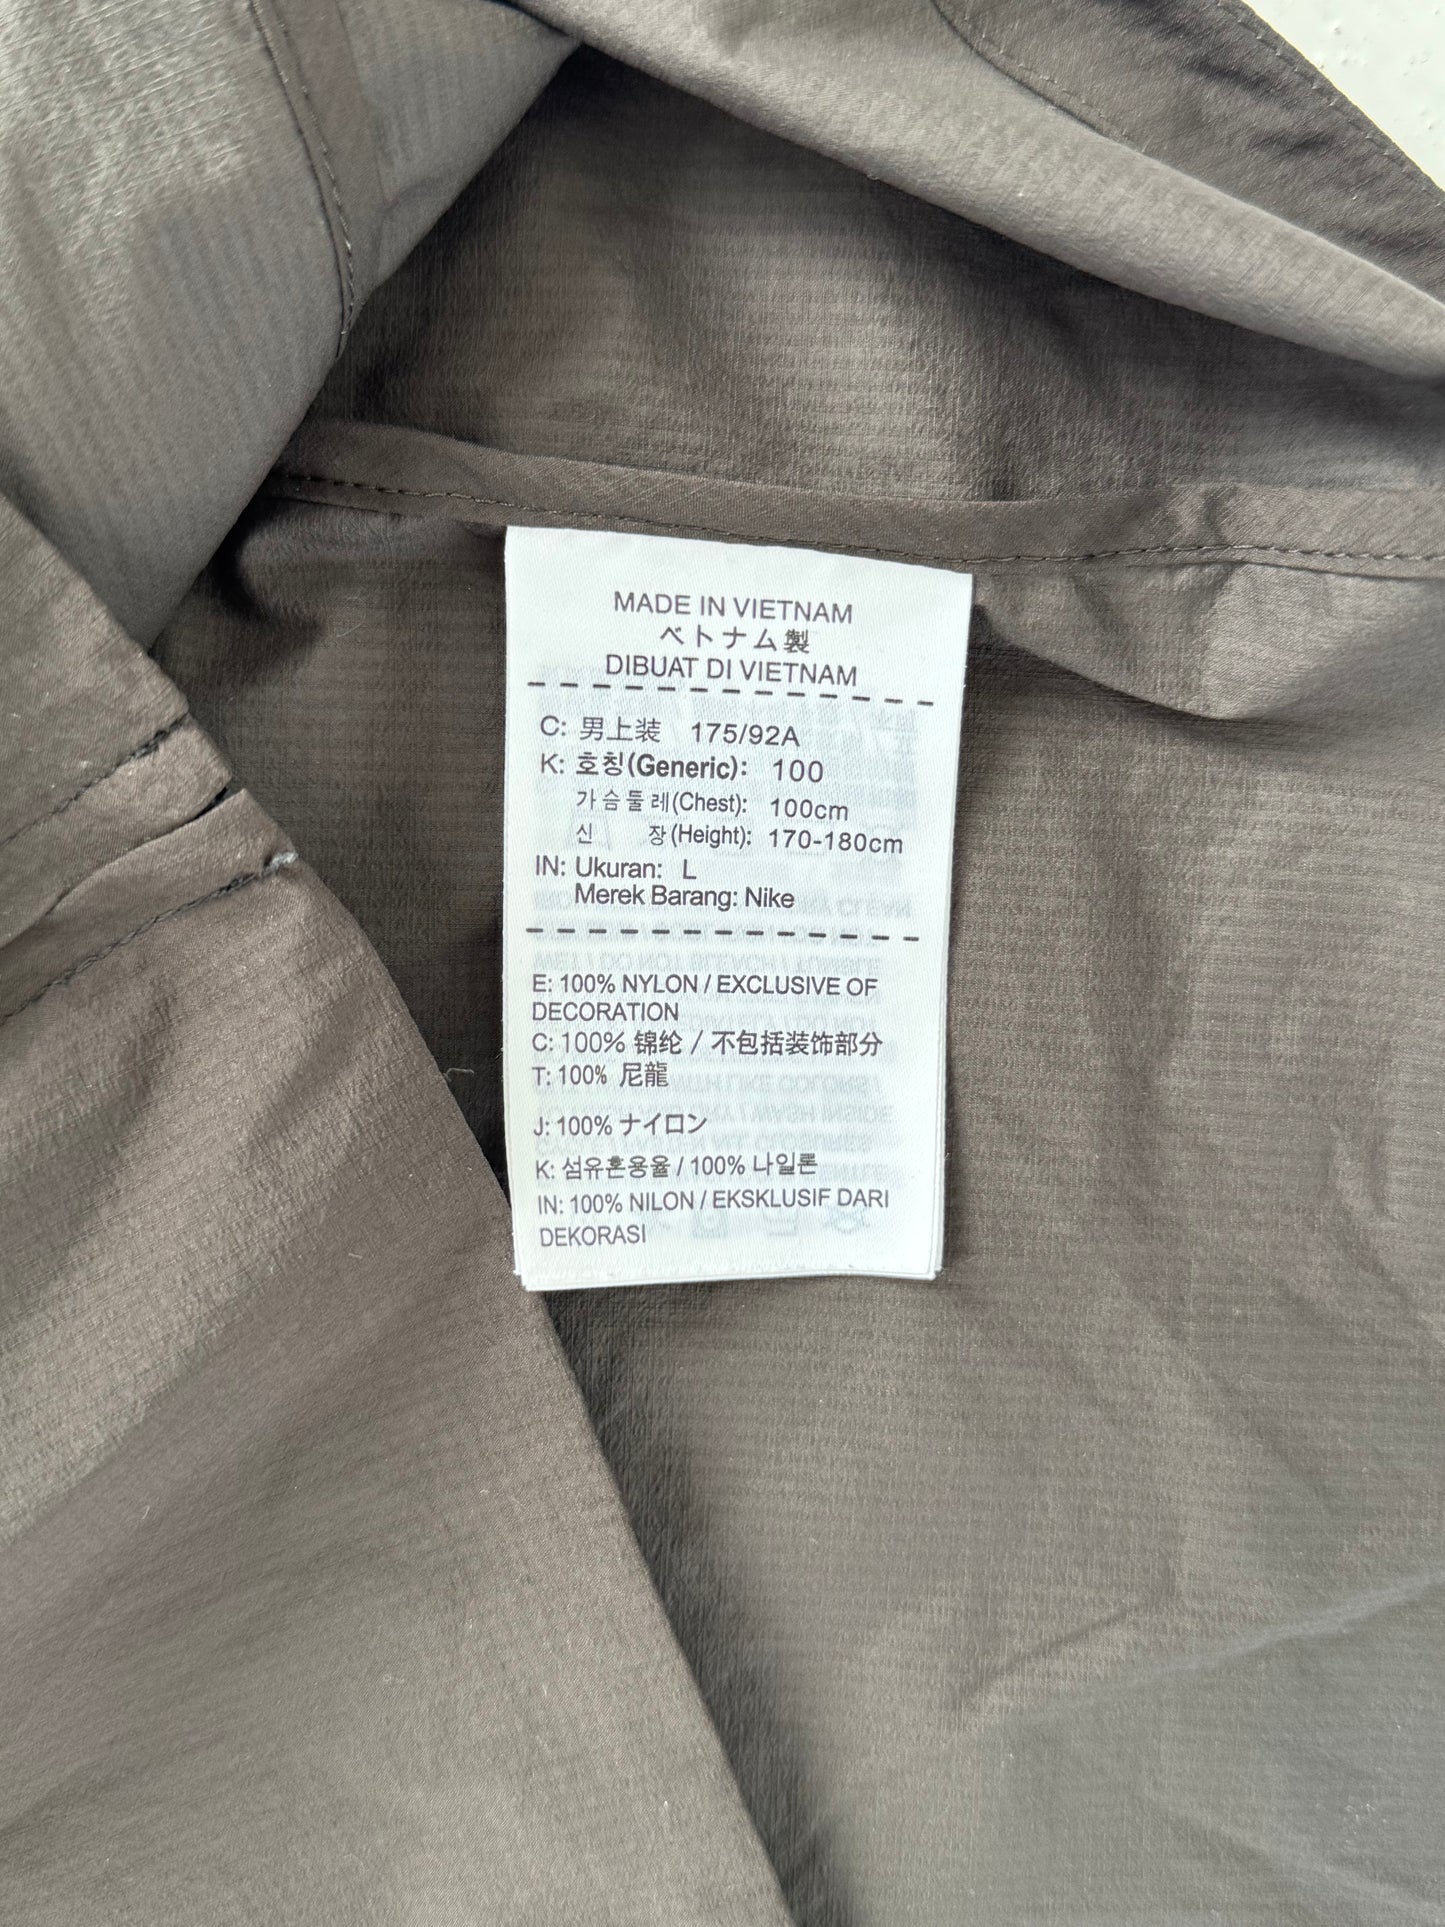 MADE IN VIETNAM
ベトナム製
DIBUAT DI VIETNAM
C: 男上装 175/92A
K: 호칭(Generic): 100
가슴둘레(Chest): 100cm
신 장(Height): 170-180cm
IN: Ukuran: L
Merek Barang: Nike
E: 100% NYLON / EXCLUSIVE OF
DECORATION
C: 100% 锦纶 / 不包括装饰部分
T: 100% 尼龍
J: 100% ナイロン
K: 섬유혼용율 / 100% 나일론
IN: 100% NILON / EKSKLUSIF DARI
DEKORASI